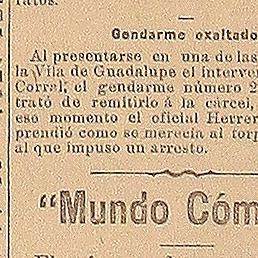 ratos.
Gendarme exaltado
Al presentarse en una de las
la Villa de Guadalupe el interven
Corral, el gendarme número 2
trató de remitirlo á la cárcel,
ese momento el oficial Herrer
prendió como se merecía al torp
al que impuso un arresto.
"Mundo Cóm